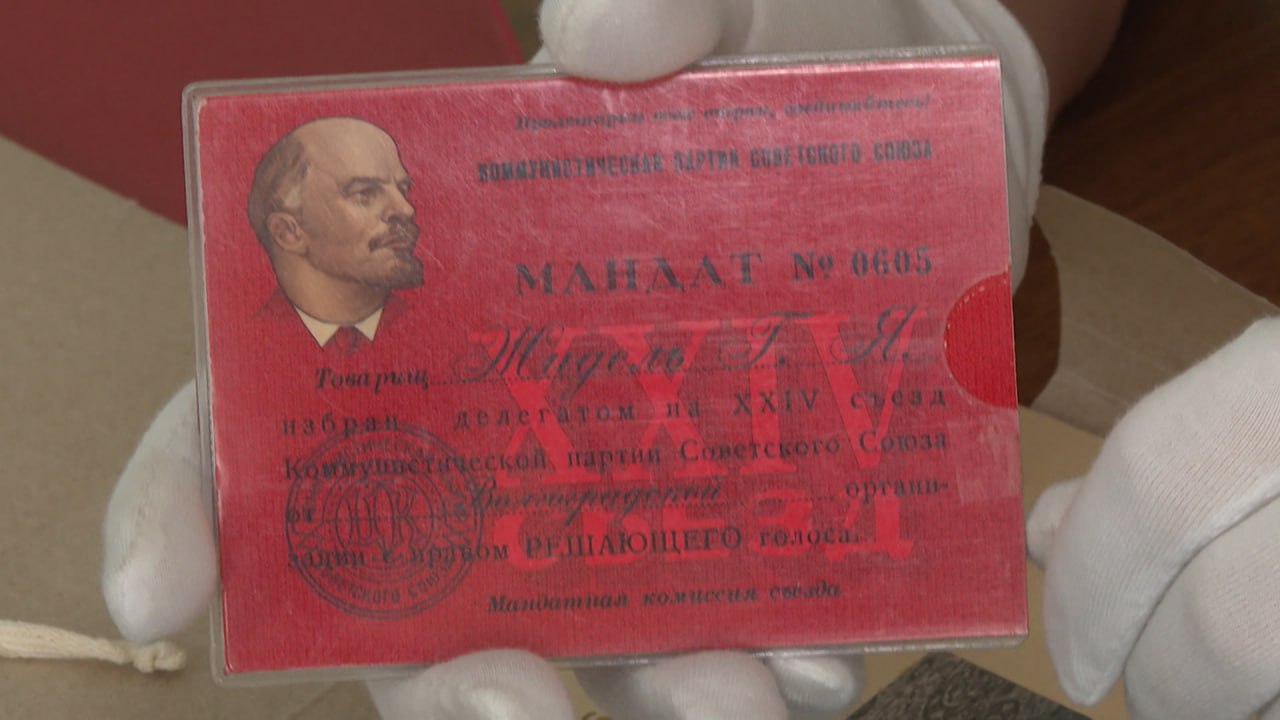 Пролетарии всех стран, соединяйтесь!
КОММУНИСТИЧЕСКАЯ ПАРТИЯ СОВЕТСКОГО СОЮЗА
МАНДАТ № 0605
Товарищ Жидель Г. Я.
избран делегатом на XXIV съезд
Коммунистической партии Советского Союза
от Волгоградской органи-
зации с правом РЕШАЮЩЕГО голоса.
Мандатная комиссия съезда
XXIV
СЪЕЗД
ЦК